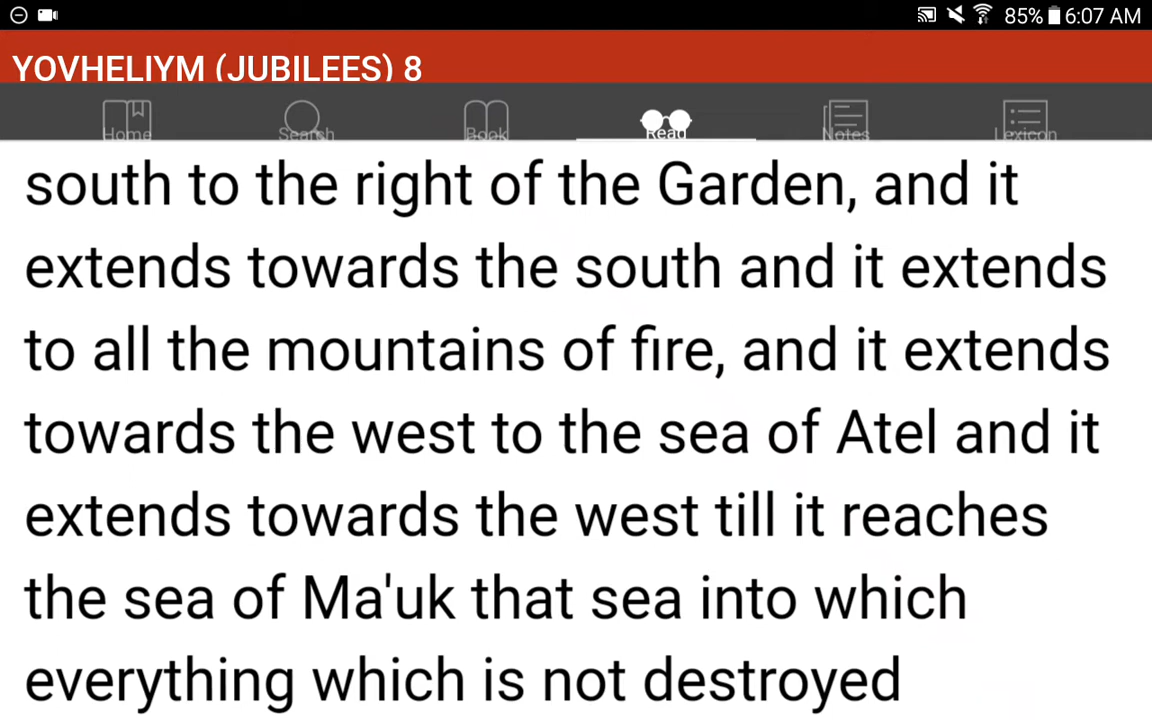 85% 6:07 AM
YOVHELIYM (JUBILEES) 8
Home Search Book Read Notes Lexicon
south to the right of the Garden, and it
extends towards the south and it extends
to all the mountains of fire, and it extends
towards the west to the sea of Atel and it
extends towards the west till it reaches
the sea of Ma'uk that sea into which
everything which is not destroyed